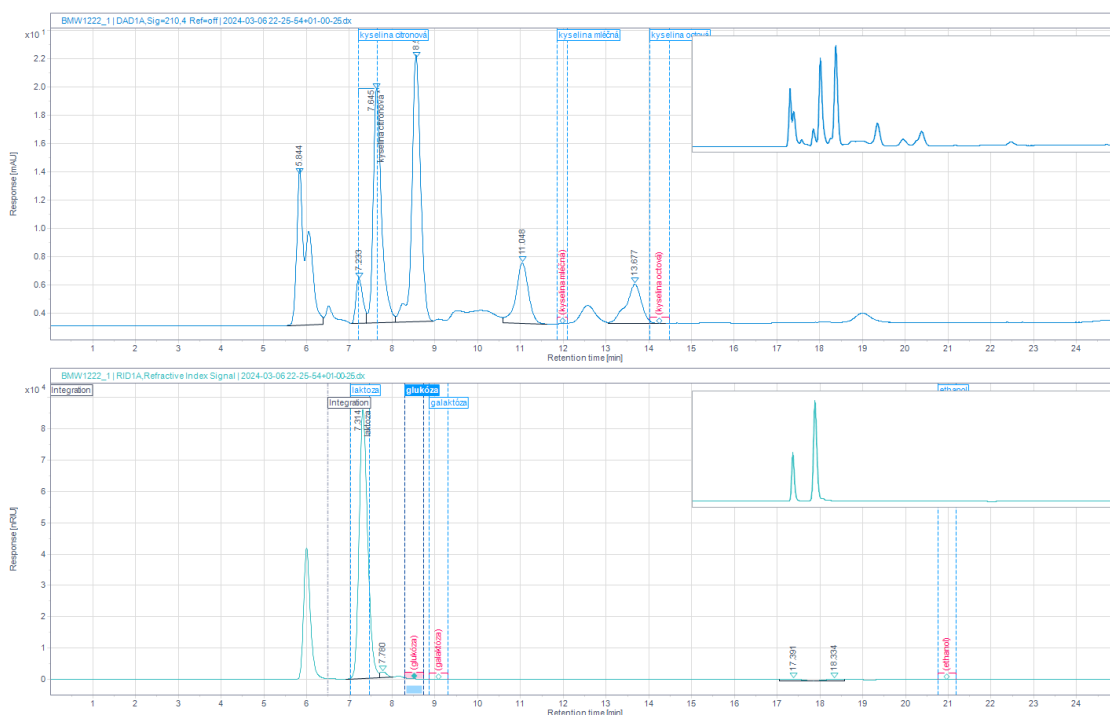 BMW1222_1 | DAD1A,Sig=210,4 Ref=off | 2024-03-06 22-25-54+01-00-25.dx
x10 1
kyselina citronová
kyselina mléčná
kyselina octová
2.2
2.0
1.8
1.6
1.4
1.2
1.0
0.8
0.6
0.4
Response [mAU]
5.844
7.233
7.645
kyselina citronová
11.048
(kyselina mléčná)
13.677
(kyselina octová)
1 2 3 4 5 6 7 8 9 10 11 12 13 14 15 16 17 18 19 20 21 22 23 24
Retention time [min]
BMW1222_1 | RID1A,Refractive Index Signal | 2024-03-06 22-25-54+01-00-25.dx
x10 4
Integration
laktóza
glukóza
ethanol
Integration
galaktóza
8
7
6
5
4
3
2
1
0
Response [nRIU]
7.314
laktóza
7.780
(glukóza)
(galaktóza)
17.391
18.334
(ethanol)
1 2 3 4 5 6 7 8 9 10 11 12 13 14 15 16 17 18 19 20 21 22 23 24
Retention time [min]